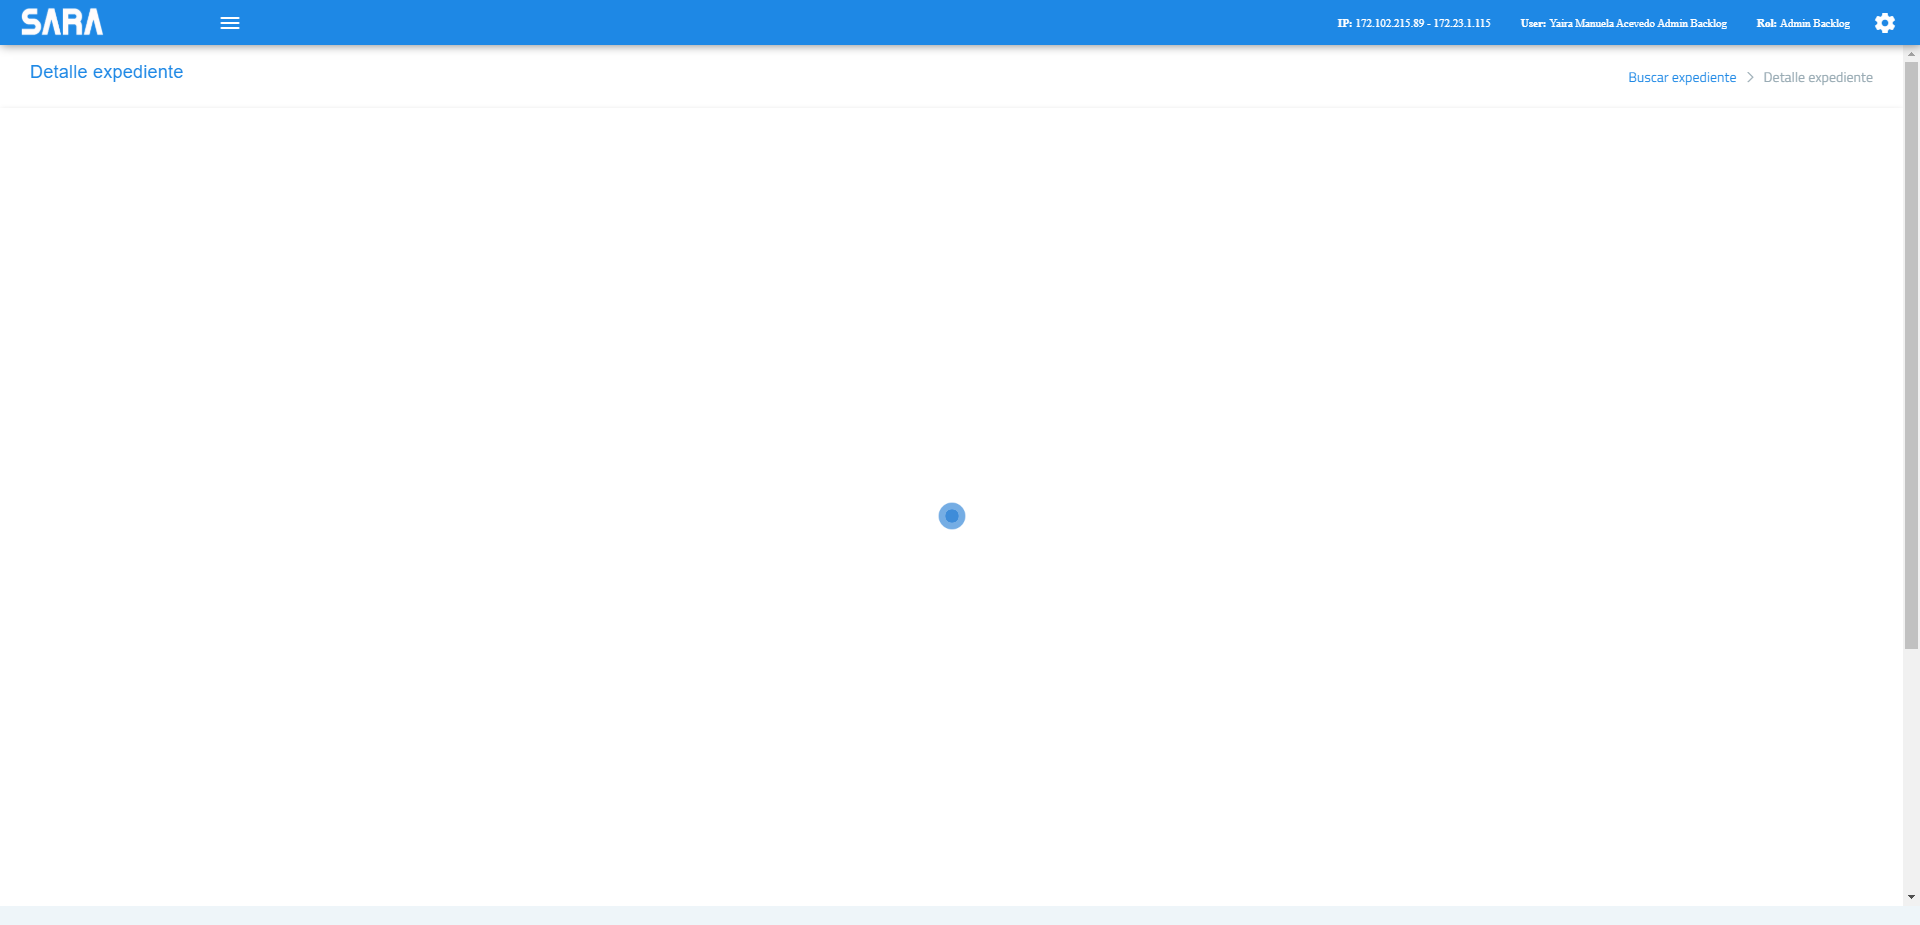 SARA
IP: 172.102.215.89 - 172.23.1.115 User: Yaira Manuela Acevedo Admin Backlog Rol: Admin Backlog
Detalle expediente
Buscar expediente > Detalle expediente